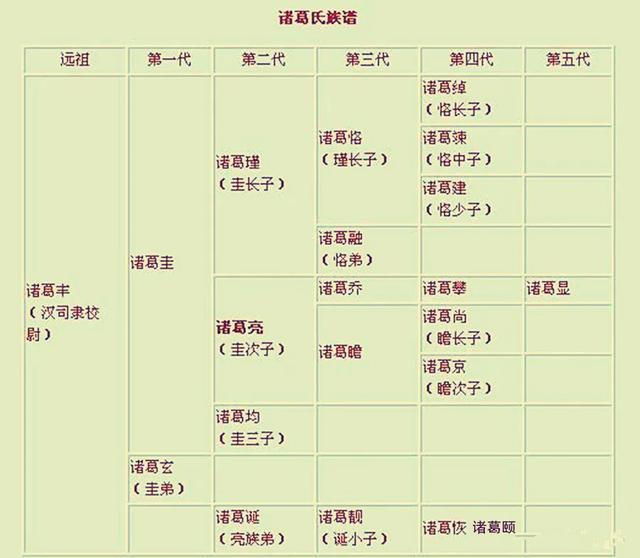 诸葛氏族谱
远祖 第一代 第二代 第三代 第四代 第五代
诸葛丰
（汉司隶校
尉）
诸葛圭
诸葛瑾
（圭长子）
诸葛恪
（瑾长子）
诸葛绰
（恪长子）
诸葛竦
（恪中子）
诸葛建
（恪少子）
诸葛融
（恪弟）
诸葛亮
（圭次子）
诸葛乔 诸葛攀 诸葛显
诸葛瞻
诸葛尚
（瞻长子）
诸葛京
（瞻次子）
诸葛均
（圭三子）
诸葛玄
（圭弟）
诸葛诞
（亮族弟）
诸葛靓
（诞小子）
诸葛恢 诸葛颐